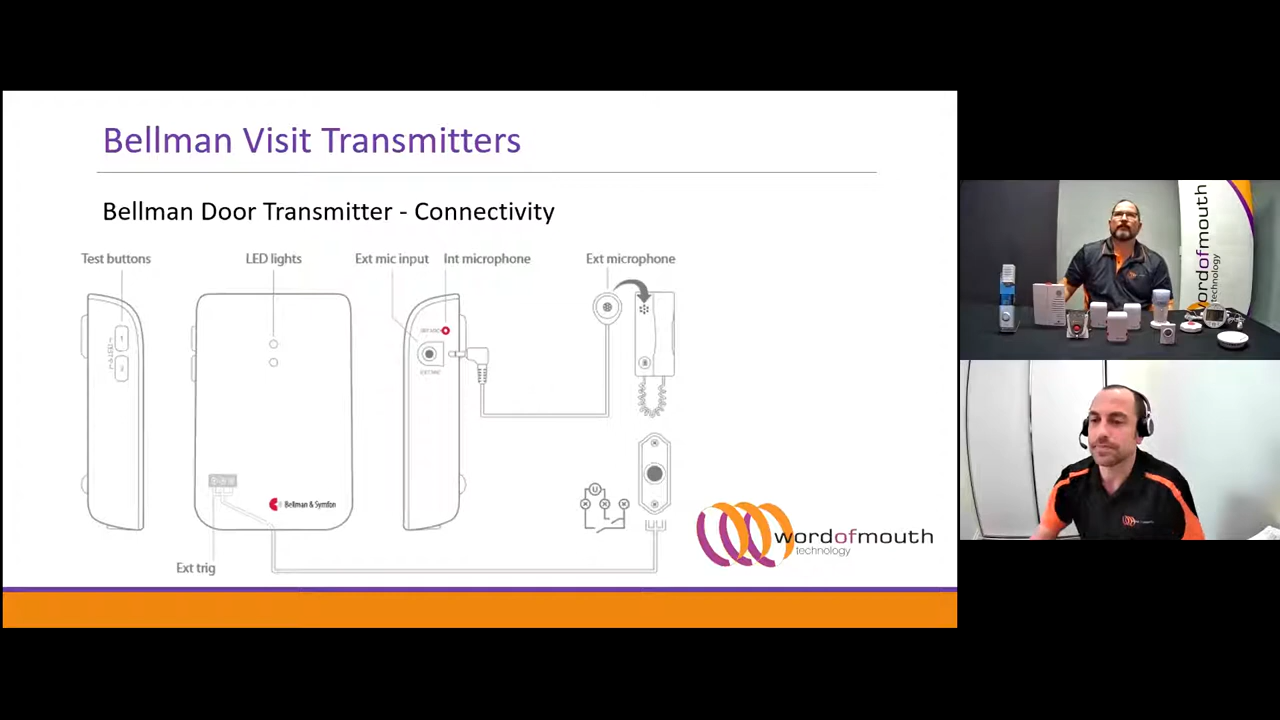 Bellman Visit Transmitters
Bellman Door Transmitter - Connectivity
Test buttons
LED lights
Ext mic input
Int microphone
Ext microphone
Bellman & Symfon
Ext trig
wordofmouth
technology
wordofmouth
technology